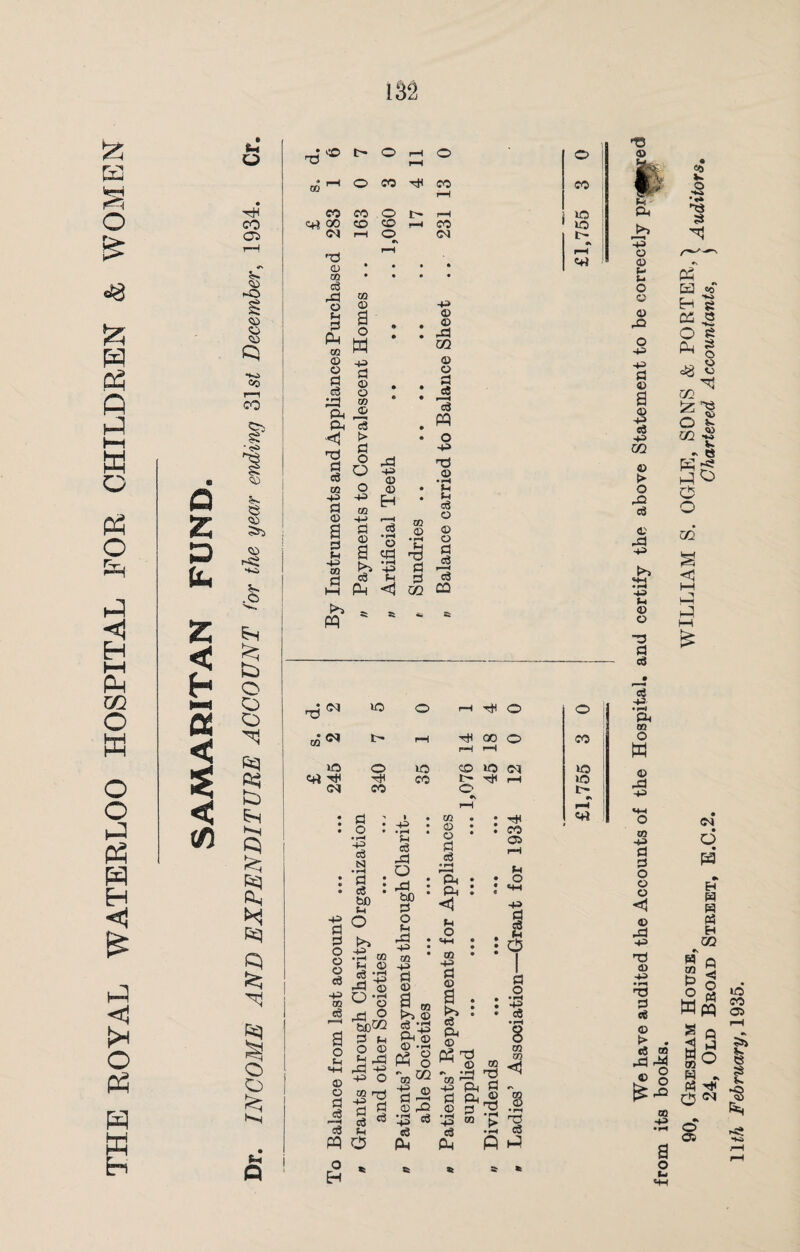 132
THE ROYAL WATERLOO HOSPITAL FOR CHILDREN & WOMEN
SAMARITAN FUND.
Dr. INCOME AND EXPENDITURE ACCOUNT for the year ending 31st December, 1934. Cr.
£ s. d.
To Balance from last account ... ... 245 2 2
„ Grants through Charity Organization
and other Societies ... ... 340 7 5
„ Patients' Repayments through Charit-
able Societies ... ... ... 35 1 0
„ Patients' Repayments for Appliances
supplied ... ... ... ... 1,076 14 1
„ Dividends ... ... ... ... 45 18 4
„ Ladies' Association—Grant for 1934 12 0 0
£1,755 3 0
£ s. d.
By Instruments and Appliances Purchased 283 1 6
„ Payments to Convalescent Homes .. 163 0 7
„ Artificial Teeth .. .. .. 1,060 3 0
„ Sundries .. .. .. .. 17 4 11
„ Balance carried to Balance Sheet .. 231 13 0
£1,755 3 0
We have audited the Accounts of the Hospital, and certify the above Statement to be correctly
from its books.
90, Gresham House,
24, Old Broad Street, E.C.2.
11th February, 1935.
WILLIAM S. OGLE, SONS & PORTER, } Auditors.
Chartered Accountants,